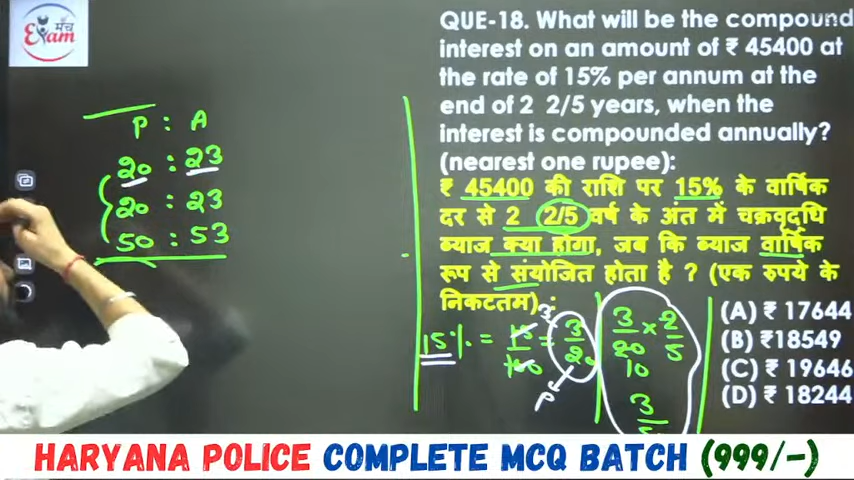 मंच
Exam
QUE-18. What will be the compound
interest on an amount of ₹ 45400 at
the rate of 15% per annum at the
end of 2 2/5 years, when the
interest is compounded annually?
(nearest one rupee):
₹ 45400 की राशि पर 15% के वार्षिक
दर से 2 2/5 वर्ष के अंत में चक्रवृद्धि
ब्याज क्या होगा, जब कि ब्याज वार्षिक
रूप से संयोजित होता है ? (एक रुपये के
निकटतम) :
(A) ₹ 17644
(B) ₹18549
(C) ₹ 19646
(D) ₹ 18244
P : A
20 : 23
20 : 23
50 : 53
15% = 15/100 = 3/20
3
P
3/20 × 2/5
10
3
HARYANA POLICE COMPLETE MCQ BATCH (999/-)